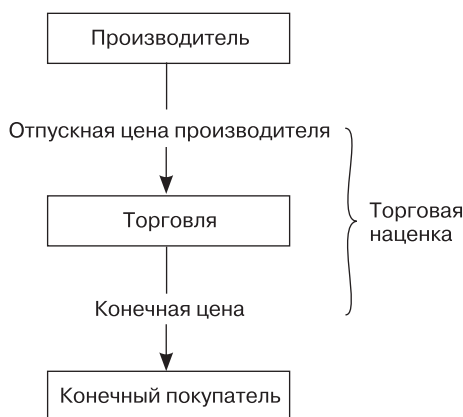 Производитель
Отпускная цена производителя
Торговля
Торговая
наценка
Конечная цена
Конечный покупатель